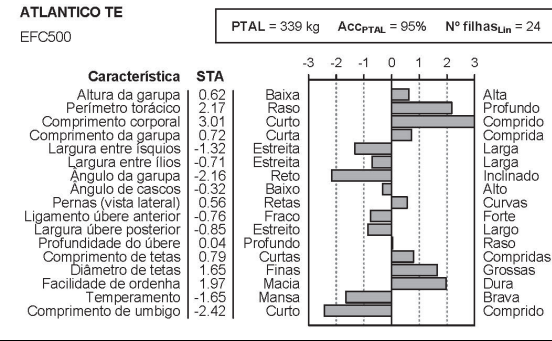 ATLANTICO TE
EFC500
PTAL = 339 kg AccPTAL = 95% Nº filhasLin = 24
-3 -2 -1 0 1 2 3
Característica STA
Altura da garupa 0.62 Baixa Alta
Perímetro torácico 2.17 Raso Profundo
Comprimento corporal 3.01 Curto Comprido
Comprimento da garupa 0.72 Curta Comprida
Largura entre ísquios -1.32 Estreita Larga
Largura entre ílios -0.71 Estreita Larga
Ângulo da garupa -2.16 Reto Inclinado
Ângulo de cascos -0.32 Baixo Alto
Pernas (vista lateral) 0.56 Retas Curvas
Ligamento úbere anterior -0.76 Fraco Forte
Largura úbere posterior -0.85 Estreito Largo
Profundidade do úbere 0.04 Profundo Raso
Comprimento de tetas 0.79 Curtas Compridas
Diâmetro de tetas 1.65 Finas Grossas
Facilidade de ordenha 1.97 Macia Dura
Temperamento -1.65 Mansa Brava
Comprimento de umbigo -2.42 Curto Comprido